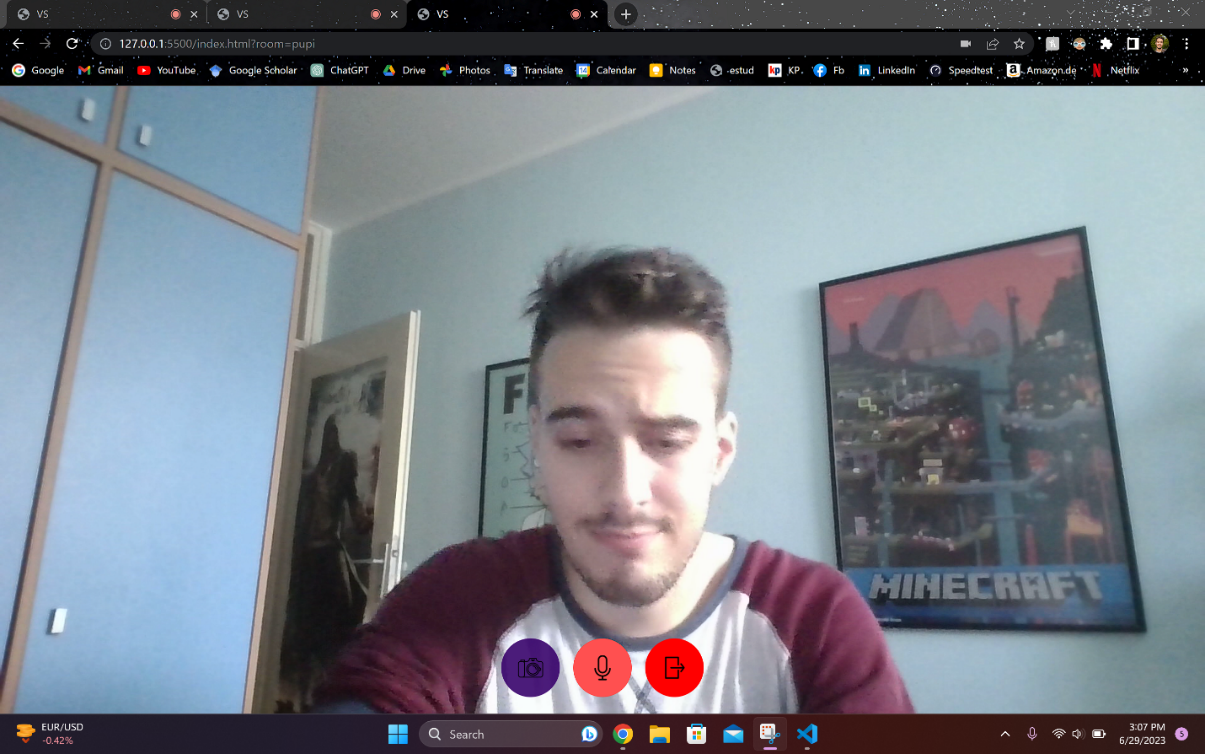 VS
VS
VS
127.0.0.1:5500/index.html?room=pupi
Google Gmail YouTube Google Scholar ChatGPT Drive Photos Translate Calendar Notes -estud KP. Fb LinkedIn Speedtest Amazon.de Netflix »
F
MINECRAFT
EUR/USD
-0.42%
Search
3:07 PM
6/29/2023
S